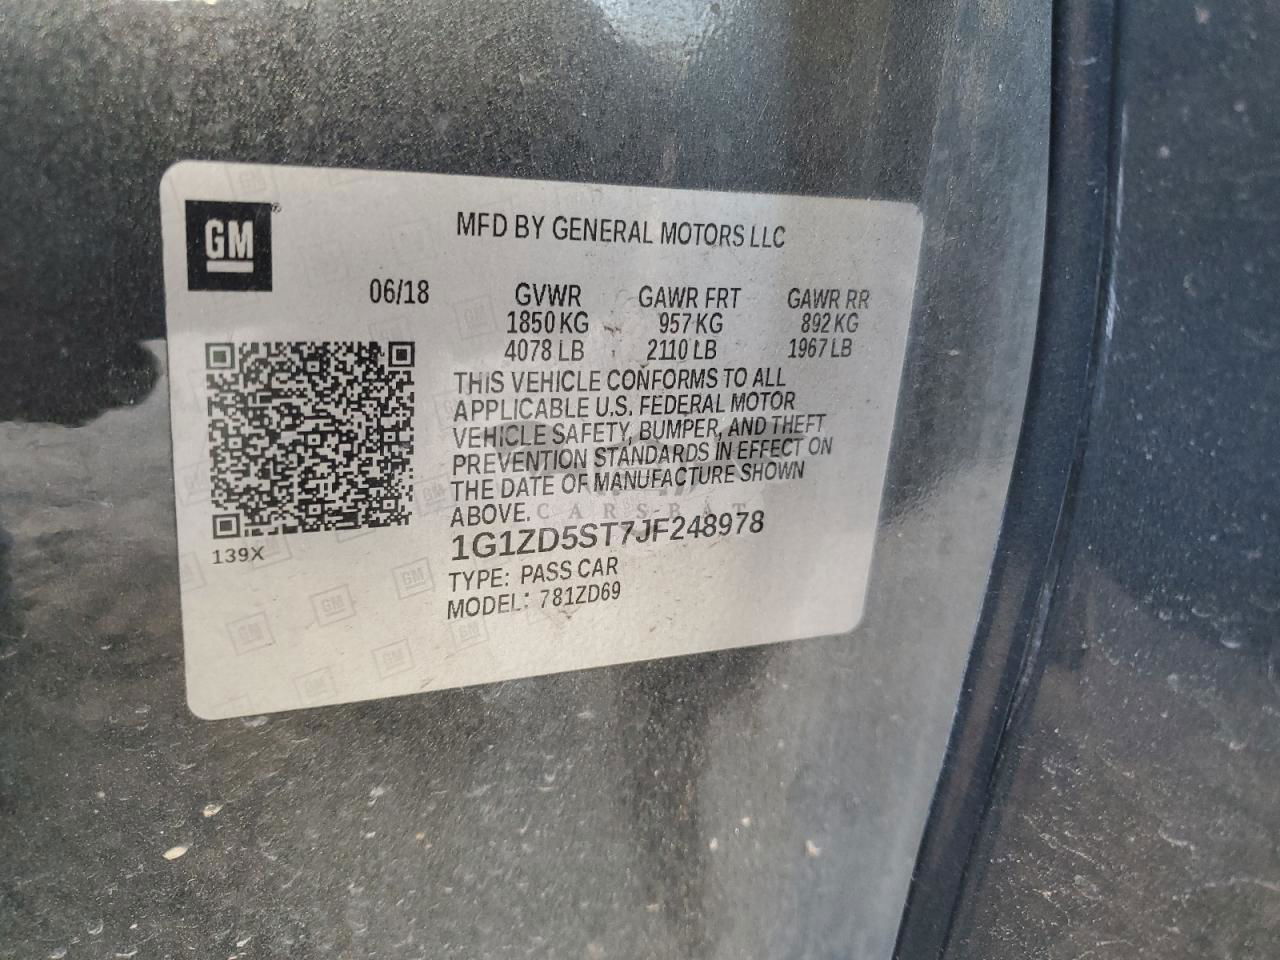 GM®
MFD BY GENERAL MOTORS LLC
06/18 GVWR GAWR FRT GAWR RR
1850 KG 957 KG 892 KG
4078 LB 2110 LB 1967 LB
THIS VEHICLE CONFORMS TO ALL
APPLICABLE U.S. FEDERAL MOTOR
VEHICLE SAFETY, BUMPER, AND THEFT
PREVENTION STANDARDS IN EFFECT ON
THE DATE OF MANUFACTURE SHOWN
ABOVE.
CARSBAT
1G1ZD5ST7JF248978
139X
TYPE: PASS CAR
MODEL: 781ZD69